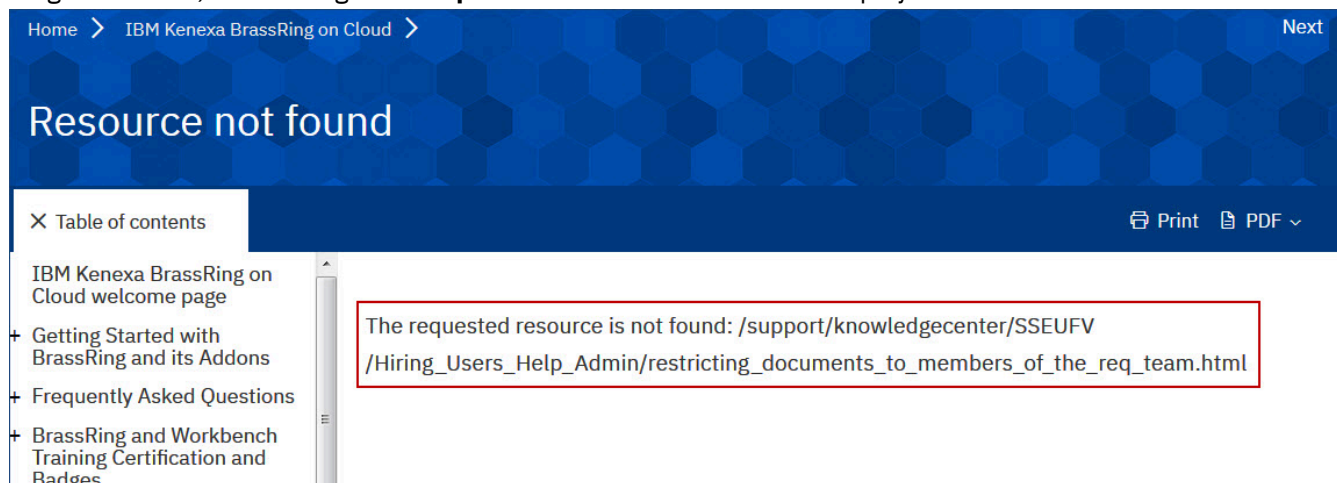 Home > IBM Kenexa BrassRing on Cloud >
Next
Resource not found
X Table of contents
Print PDF
IBM Kenexa BrassRing on
Cloud welcome page
+ Getting Started with
BrassRing and its Addons
+ Frequently Asked Questions
+ BrassRing and Workbench
Training Certification and
Badges
The requested resource is not found: /support/knowledgecenter/SSEUFV
/Hiring_Users_Help_Admin/restricting_documents_to_members_of_the_req_team.html